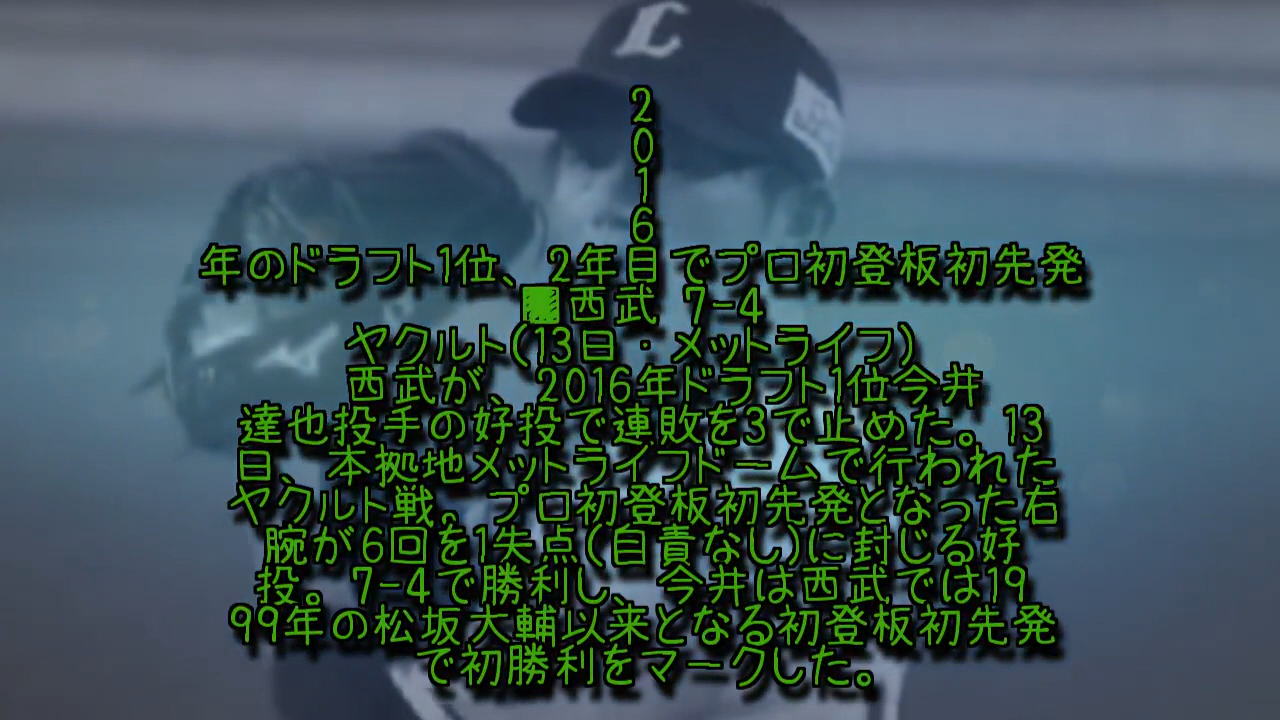 L
2
0
1
6
年のドラフト1位、2年目でプロ初登板初先発
■西武 7-4
ヤクルト(13日・メットライフ)
西武が、2016年ドラフト1位今井
達也投手の好投で連敗を3で止めた。13
日、本拠地メットライフドームで行われた
ヤクルト戦。プロ初登板初先発となった右
腕が6回を1失点(自責なし)に封じる好
投。7-4で勝利し、今井は西武では19
99年の松坂大輔以来となる初登板初先発
で初勝利をマークした。